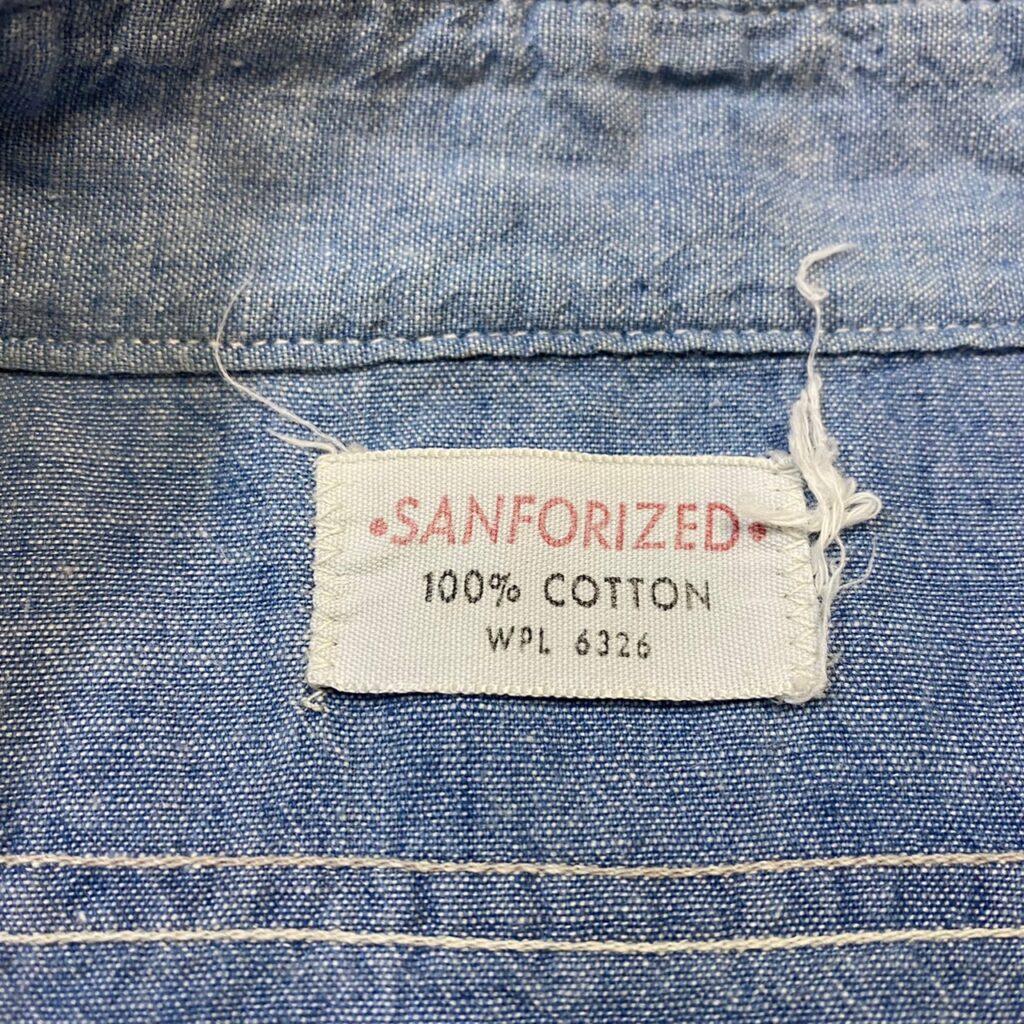 •SANFORIZED•
100% COTTON
WPL 6326